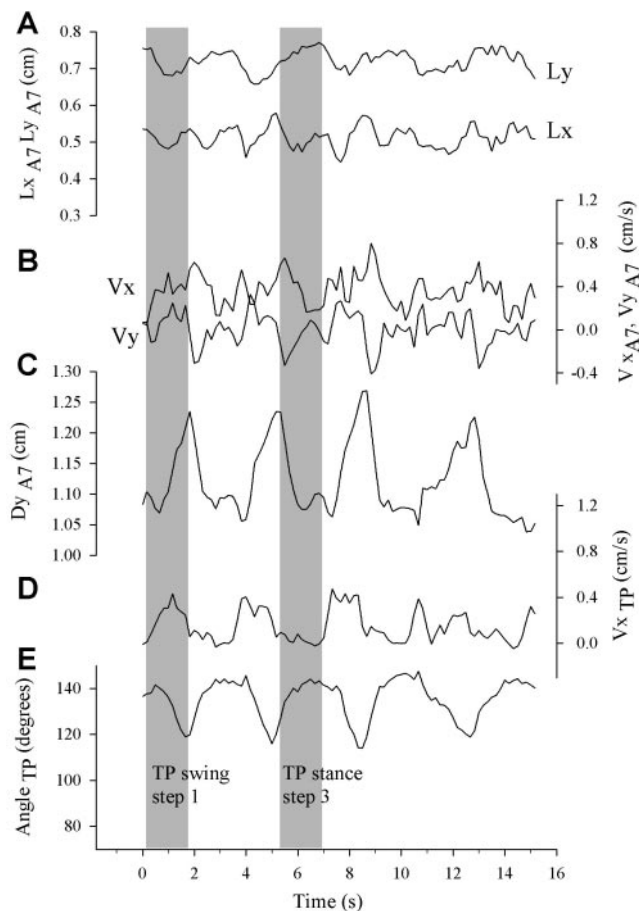 A
0.8
0.7
0.6
0.5
0.4
0.3
Lx A7 Ly A7 (cm)
Ly
Lx
B
Vx
Vy
1.2
0.8
0.4
0.0
-0.4
V xA7, Vy A7 (cm/s)
C
1.30
1.25
1.20
1.15
1.10
1.05
1.00
Dy A7 (cm)
D
1.2
0.8
0.4
0.0
Vx TP (cm/s)
E
140
120
100
80
Angle TP (degrees)
TP swing
step 1
TP stance
step 3
0 2 4 6 8 10 12 14 16
Time (s)